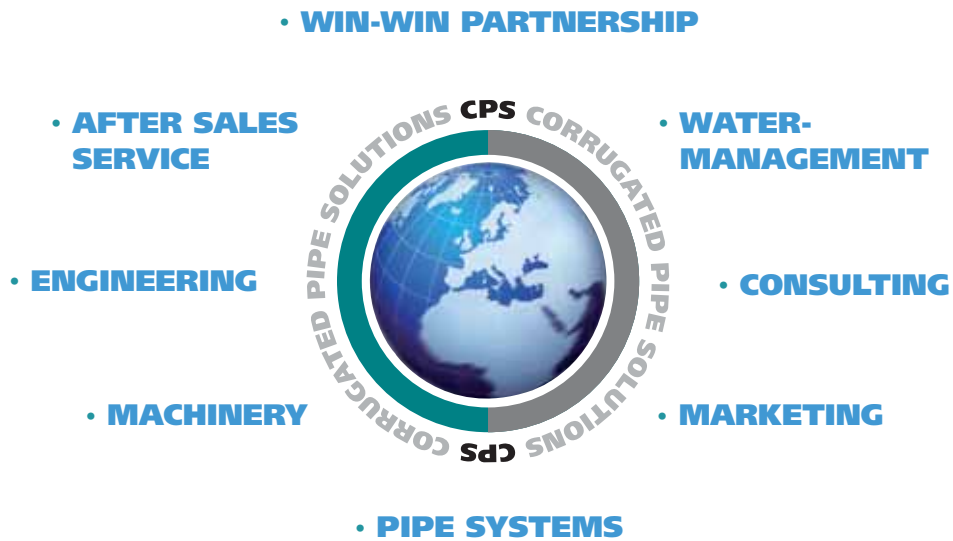 • WIN-WIN PARTNERSHIP
• AFTER SALES
SERVICE
• WATER-
MANAGEMENT
• ENGINEERING
• CONSULTING
• MACHINERY
• MARKETING
• PIPE SYSTEMS
CPS CORRUGATED PIPE SOLUTIONS
CPS CORRUGATED PIPE SOLUTIONS